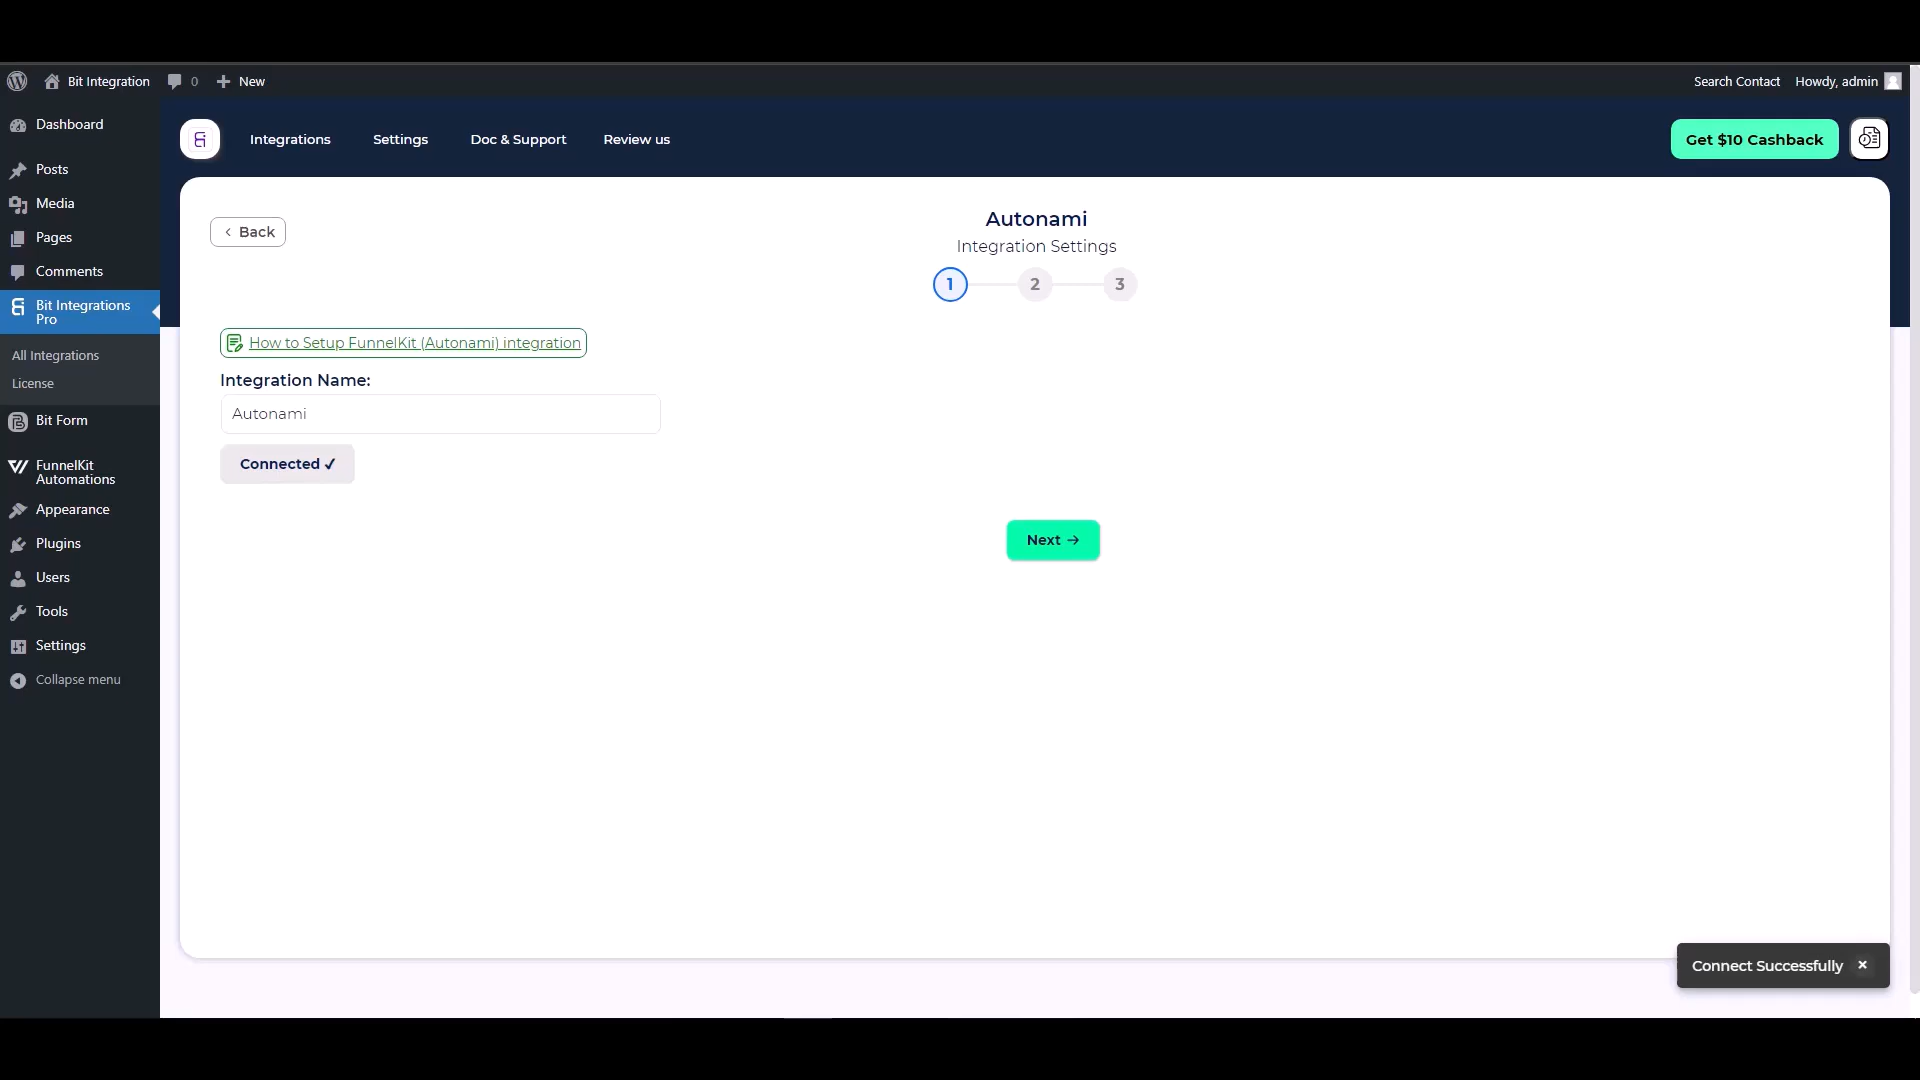 Bit Integration
0
New
Search Contact
Howdy, admin
Dashboard
Posts
Media
Pages
Comments
Bit Integrations
Pro
All Integrations
License
Bit Form
FunnelKit
Automations
Appearance
Plugins
Users
Tools
Settings
Collapse menu
Integrations
Settings
Doc & Support
Review us
Get $10 Cashback
Back
Autonami
Integration Settings
1
2
3
How to Setup FunnelKit (Autonami) integration
Integration Name:
Autonami
Connected ✓
Next →
Connect Successfully ×